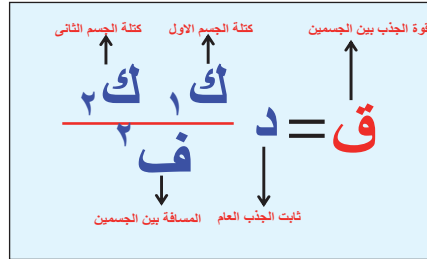 قوة الجذب بين الجسمين كتلة الجسم الاول كتلة الجسم الثانى
ق = د ك١ ك٢
ف٢
ثابت الجذب العام
المسافة بين الجسمين